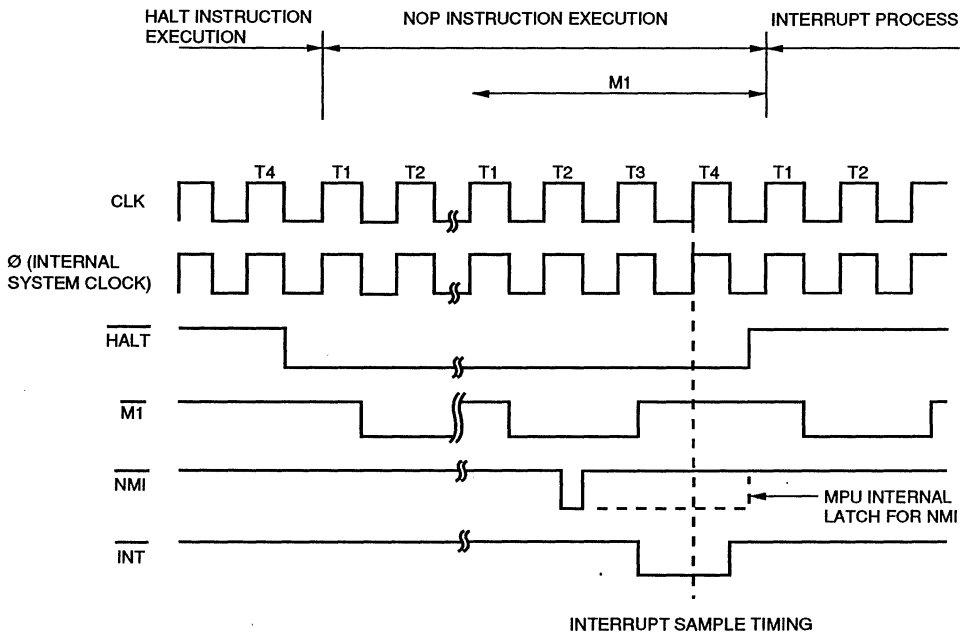 HALT INSTRUCTION
EXECUTION
NOP INSTRUCTION EXECUTION
INTERRUPT PROCESS
M1
T4 T1 T2 T1 T2 T3 T4 T1 T2
CLK
Ø (INTERNAL
SYSTEM CLOCK)
HALT
M1
NMI
MPU INTERNAL
LATCH FOR NMI
INT
INTERRUPT SAMPLE TIMING